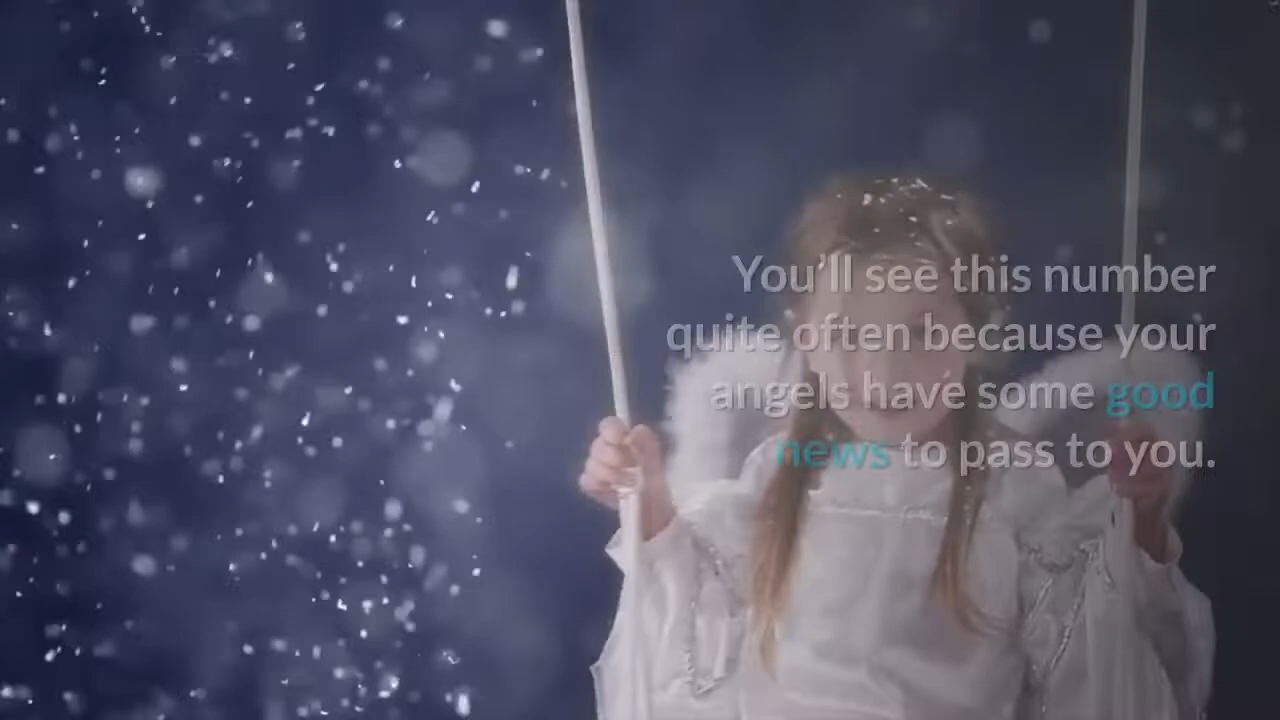 You'll see this number
quite often because your
angels have some good
news to pass to you.